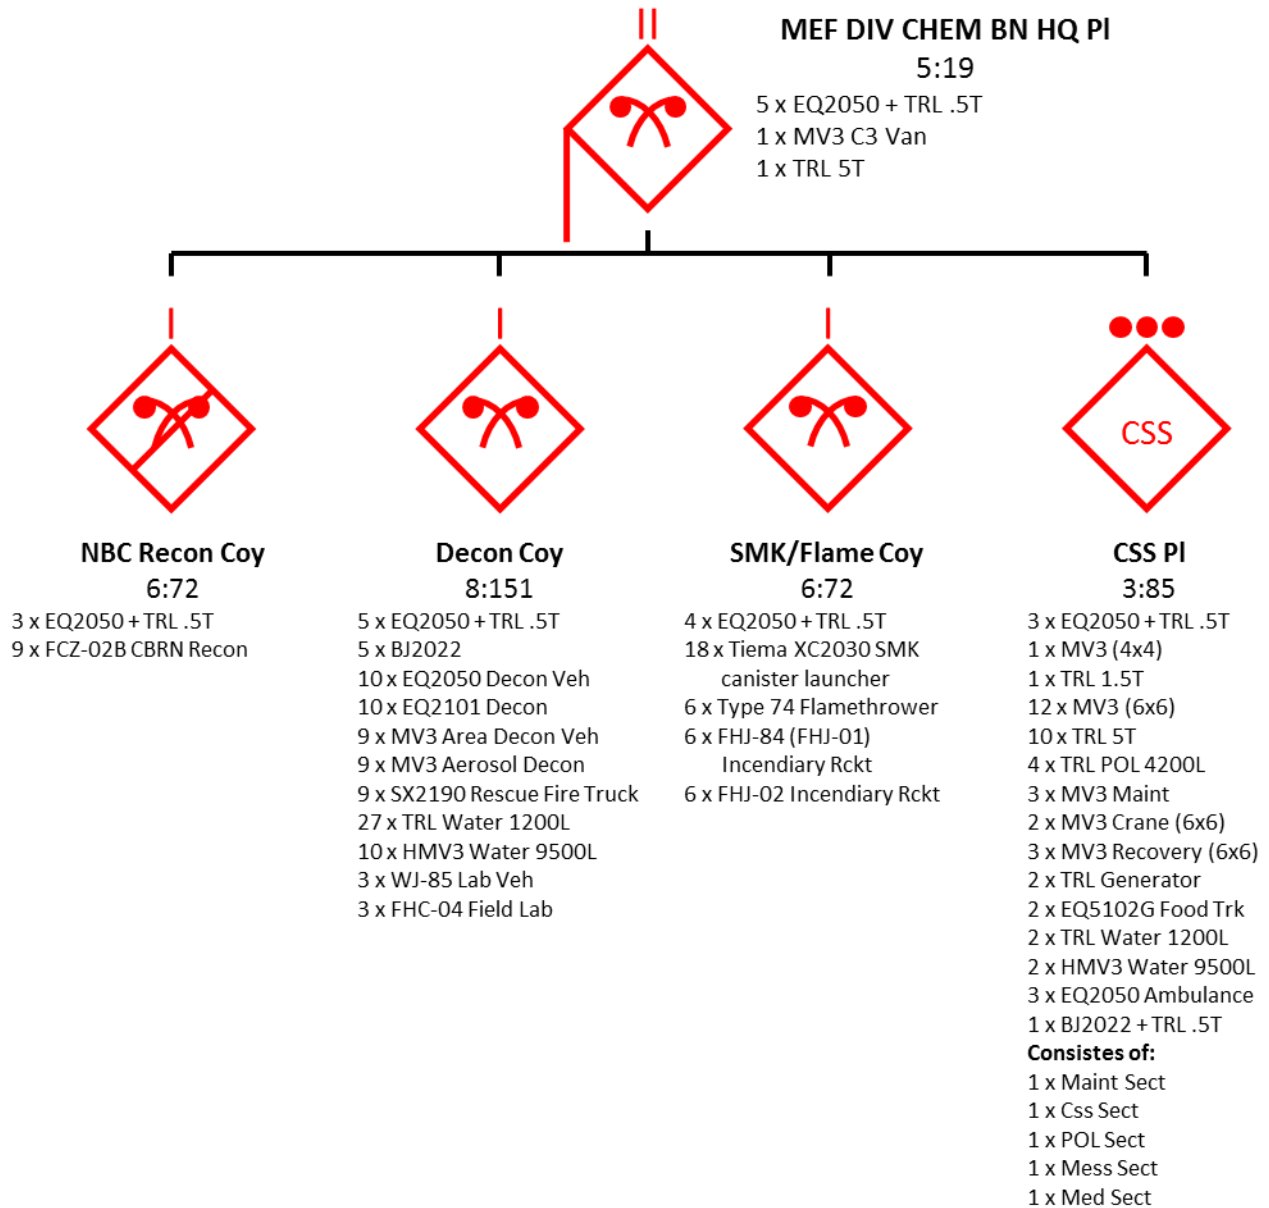 MEF DIV CHEM BN HQ Pl
5:19
5 x EQ2050 + TRL .5T
1 x MV3 C3 Van
1 x TRL 5T
NBC Recon Coy
6:72
3 x EQ2050 + TRL .5T
9 x FCZ-02B CBRN Recon
Decon Coy
8:151
5 x EQ2050 + TRL .5T
5 x BJ2022
10 x EQ2050 Decon Veh
10 x EQ2101 Decon
9 x MV3 Area Decon Veh
9 x MV3 Aerosol Decon
9 x SX2190 Rescue Fire Truck
27 x TRL Water 1200L
10 x HMV3 Water 9500L
3 x WJ-85 Lab Veh
3 x FHC-04 Field Lab
SMK/Flame Coy
6:72
4 x EQ2050 + TRL .5T
18 x Tiema XC2030 SMK
canister launcher
6 x Type 74 Flamethrower
6 x FHJ-84 (FHJ-01)
Incendiary Rckt
6 x FHJ-02 Incendiary Rckt
CSS
CSS Pl
3:85
3 x EQ2050 + TRL .5T
1 x MV3 (4x4)
1 x TRL 1.5T
12 x MV3 (6x6)
10 x TRL 5T
4 x TRL POL 4200L
3 x MV3 Maint
2 x MV3 Crane (6x6)
3 x MV3 Recovery (6x6)
2 x TRL Generator
2 x EQ5102G Food Trk
2 x TRL Water 1200L
2 x HMV3 Water 9500L
3 x EQ2050 Ambulance
1 x BJ2022 + TRL .5T
Consistes of:
1 x Maint Sect
1 x Css Sect
1 x POL Sect
1 x Mess Sect
1 x Med Sect